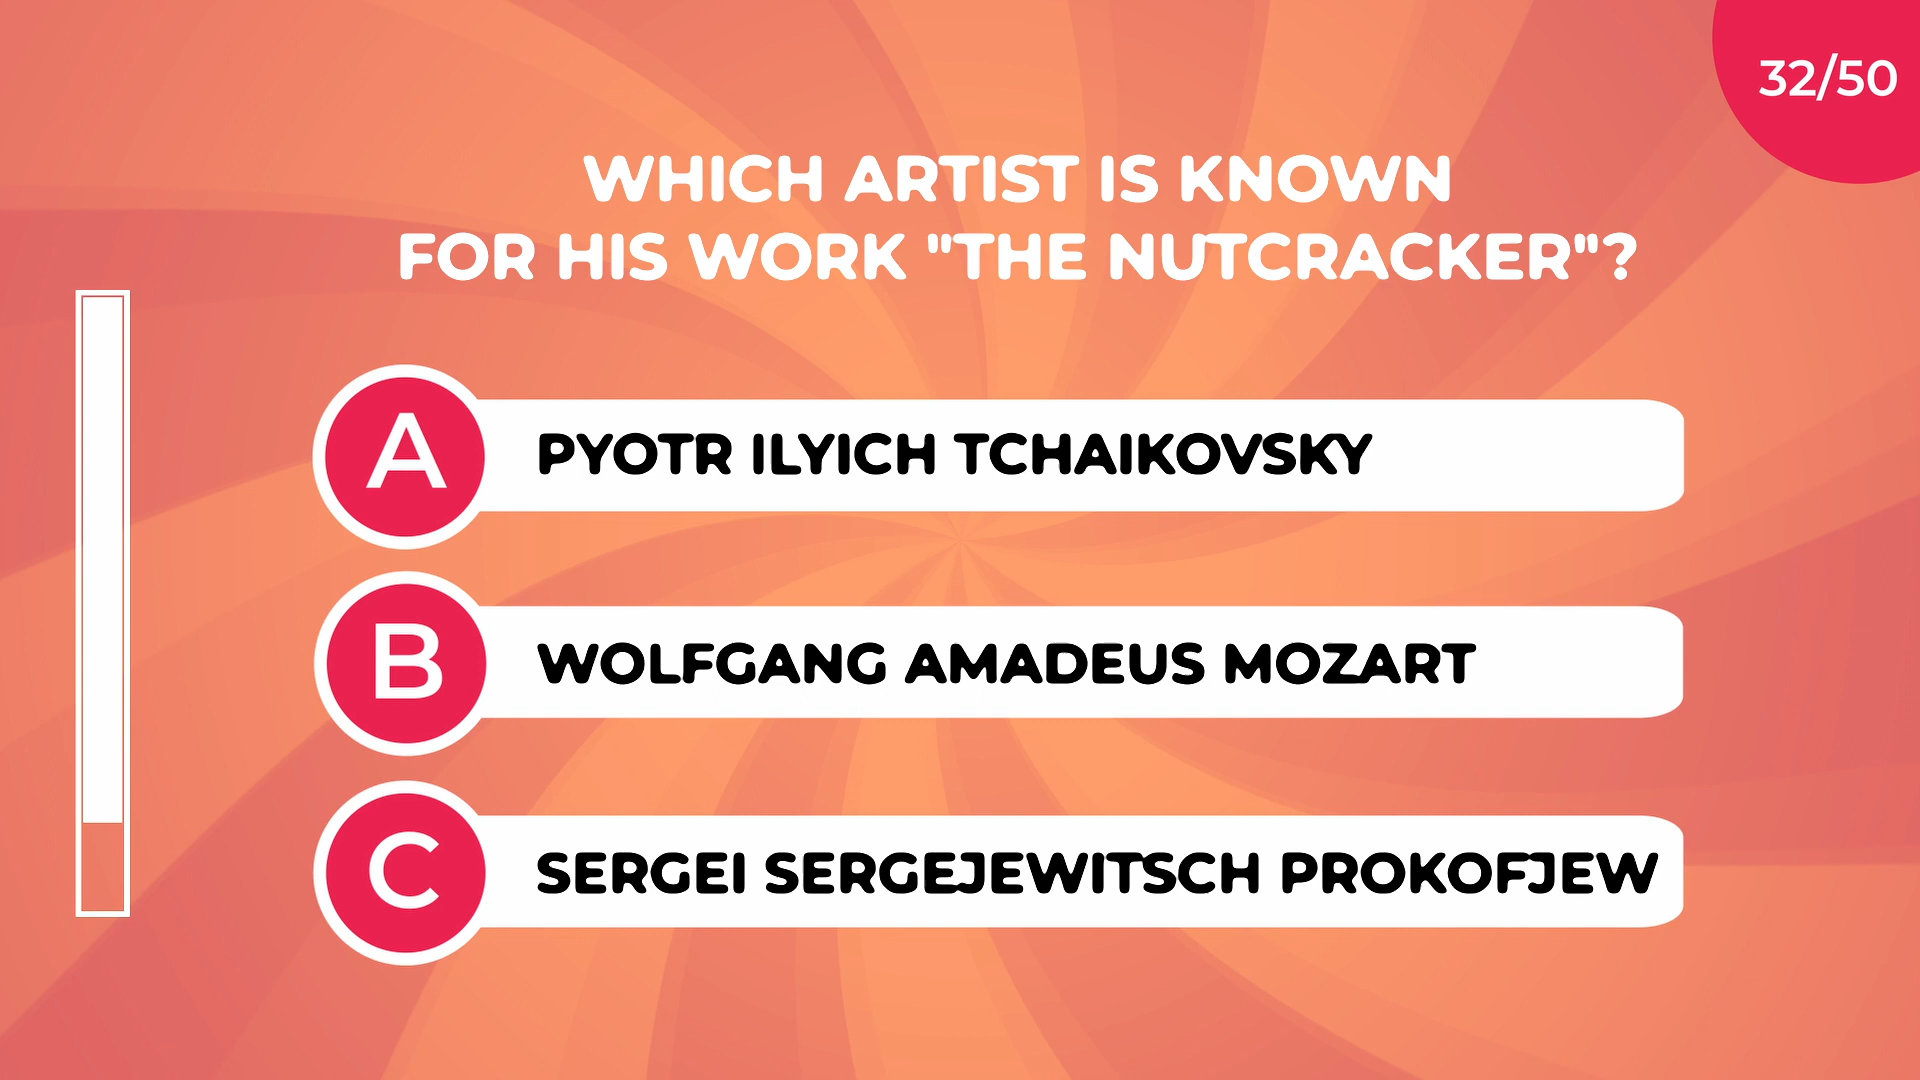 32/50
WHICH ARTIST IS KNOWN
FOR HIS WORK "THE NUTCRACKER"?
A PYOTR ILYICH TCHAIKOVSKY
B WOLFGANG AMADEUS MOZART
C SERGEI SERGEJEWITSCH PROKOFJEW